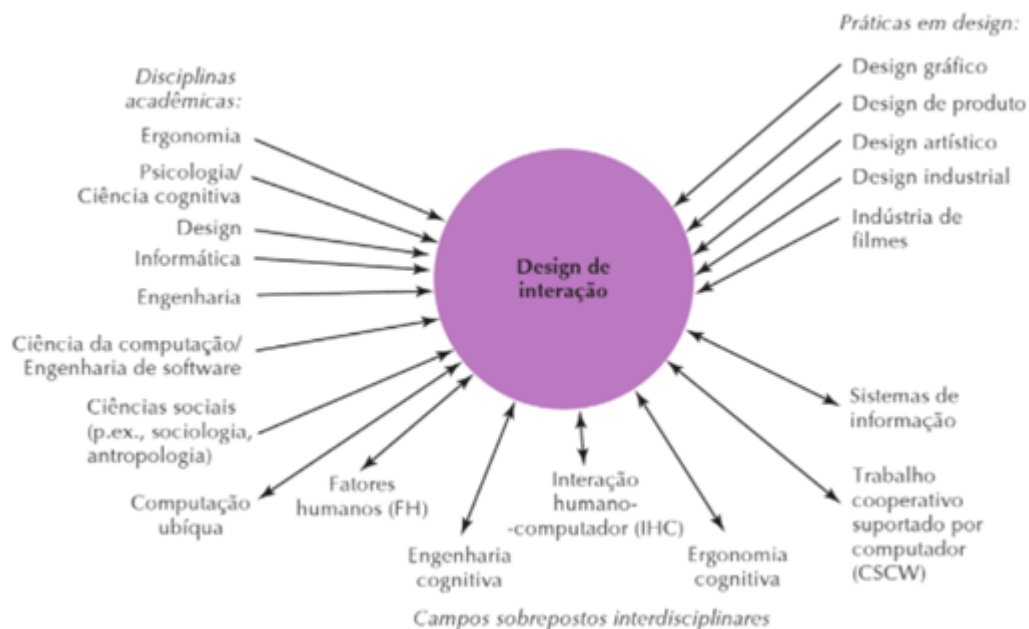 Práticas em design:
Design gráfico
Design de produto
Design artístico
Design industrial
Indústria de
filmes
Disciplinas
acadêmicas:
Ergonomia
Psicologia/
Ciência cognitiva
Design
Informática
Engenharia
Ciência da computação/
Engenharia de software
Ciências sociais
(p.ex., sociologia,
antropologia)
Design de
interação
Computação
ubíqua
Fatores
humanos (FH)
Engenharia
cognitiva
Interação
humano-
-computador (IHC)
Ergonomia
cognitiva
Sistemas de
informação
Trabalho
cooperativo
suportado por
computador
(CSCW)
Campos sobrepostos interdisciplinares